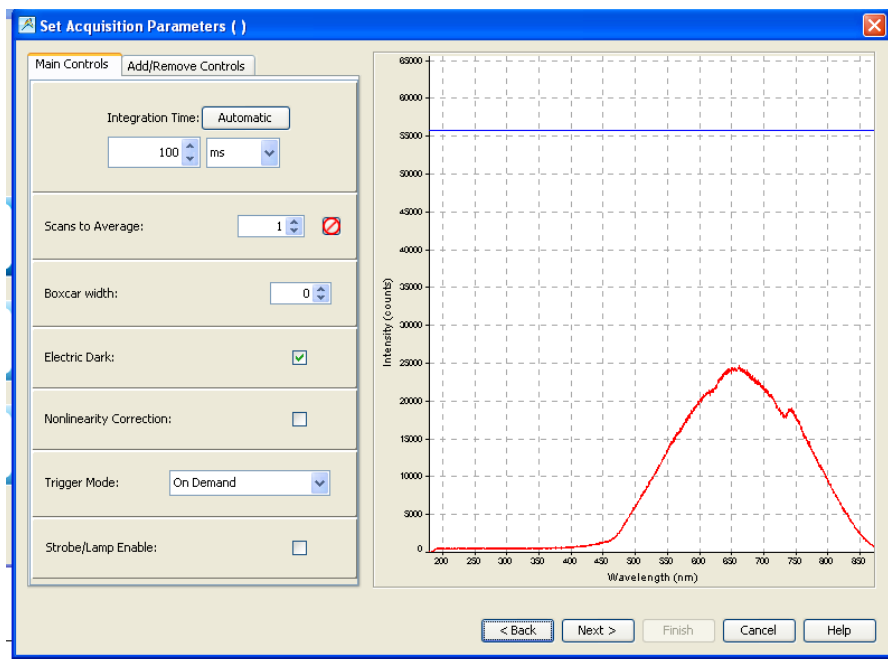 Set Acquisition Parameters ( )
Main Controls
Add/Remove Controls
Integration Time: Automatic
100 ms
Scans to Average: 1
Boxcar width: 0
Electric Dark:
Nonlinearity Correction:
Trigger Mode: On Demand
Strobe/Lamp Enable:
Intensity (counts)
65000
60000
55000
50000
45000
40000
35000
30000
25000
20000
15000
10000
5000
0
200 250 300 350 400 450 500 550 600 650 700 750 800 850
Wavelength (nm)
< Back Next > Finish Cancel Help